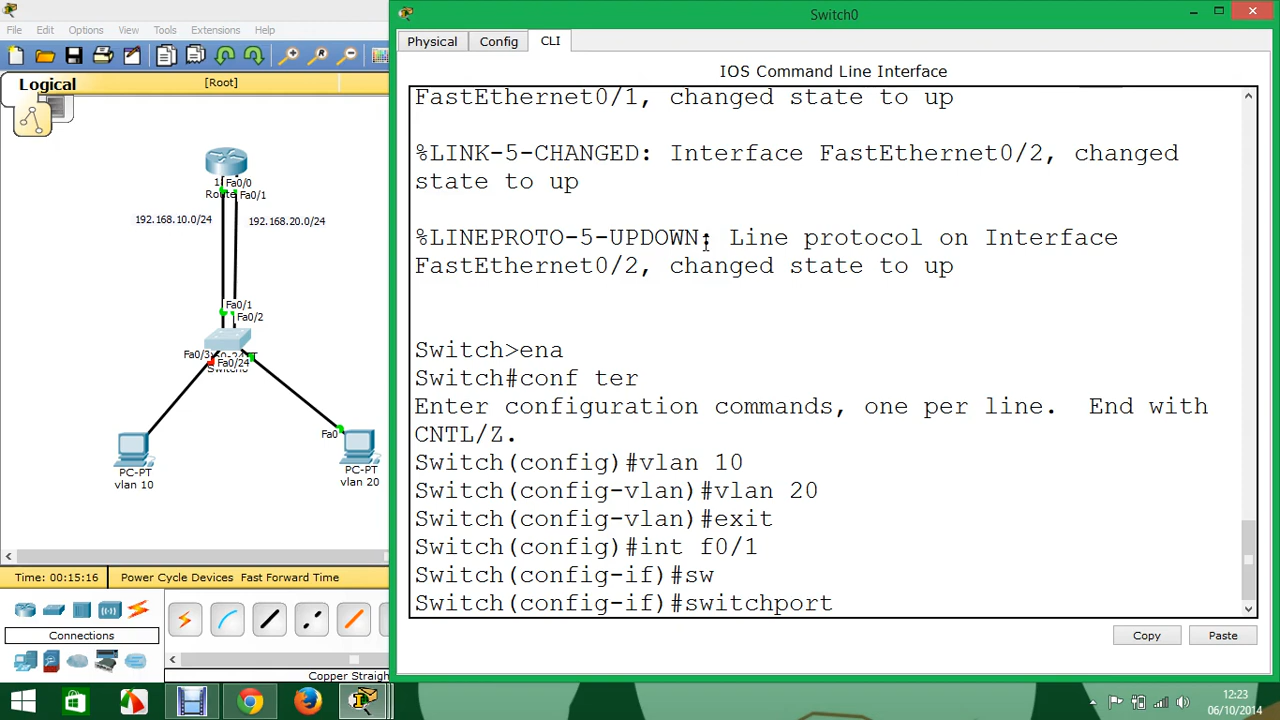 Switch0
File Edit Options View Tools Extensions Help
Physical Config CLI
Logical
[Root]
IOS Command Line Interface
FastEthernet0/1, changed state to up
%LINK-5-CHANGED: Interface FastEthernet0/2, changed
state to up
%LINEPROTO-5-UPDOWN: Line protocol on Interface
FastEthernet0/2, changed state to up
Switch>ena
Switch#conf ter
Enter configuration commands, one per line. End with
CNTL/Z.
Switch(config)#vlan 10
Switch(config-vlan)#vlan 20
Switch(config-vlan)#exit
Switch(config)#int f0/1
Switch(config-if)#sw
Switch(config-if)#switchport
Copy Paste
Fa0/0
Fa0/1
192.168.10.0/24
192.168.20.0/24
Fa0/1
Fa0/2
Fa0/3
Fa0/24
Switch0
Fa0
PC-PT
vlan 10
PC-PT
vlan 20
Time: 00:15:16
Power Cycle Devices Fast Forward Time
Connections
Copper Straigh
12:23
06/10/2014